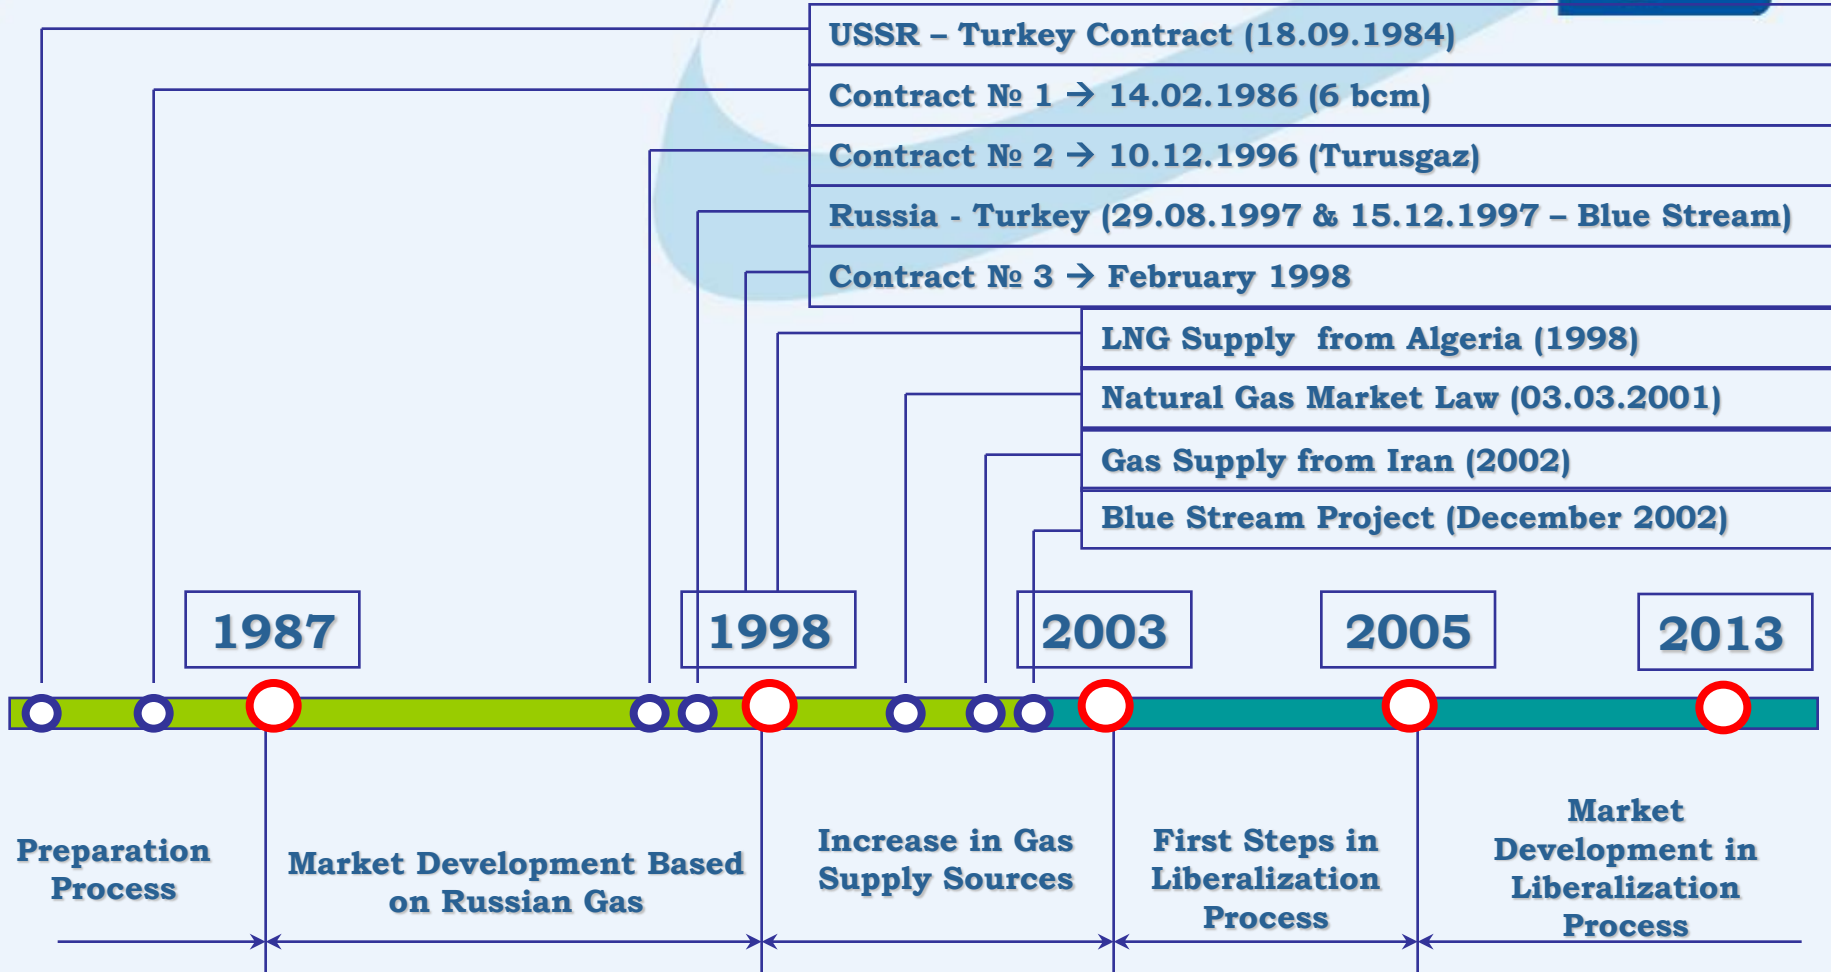 USSR – Turkey Contract (18.09.1984)
Contract № 1 → 14.02.1986 (6 bcm)
Contract № 2 → 10.12.1996 (Turusgaz)
Russia - Turkey (29.08.1997 & 15.12.1997 – Blue Stream)
Contract № 3 → February 1998
LNG Supply from Algeria (1998)
Natural Gas Market Law (03.03.2001)
Gas Supply from Iran (2002)
Blue Stream Project (December 2002)
1987
1998
2003
2005
2013
Preparation
Process
Market Development Based
on Russian Gas
Increase in Gas
Supply Sources
First Steps in
Liberalization
Process
Market
Development in
Liberalization
Process